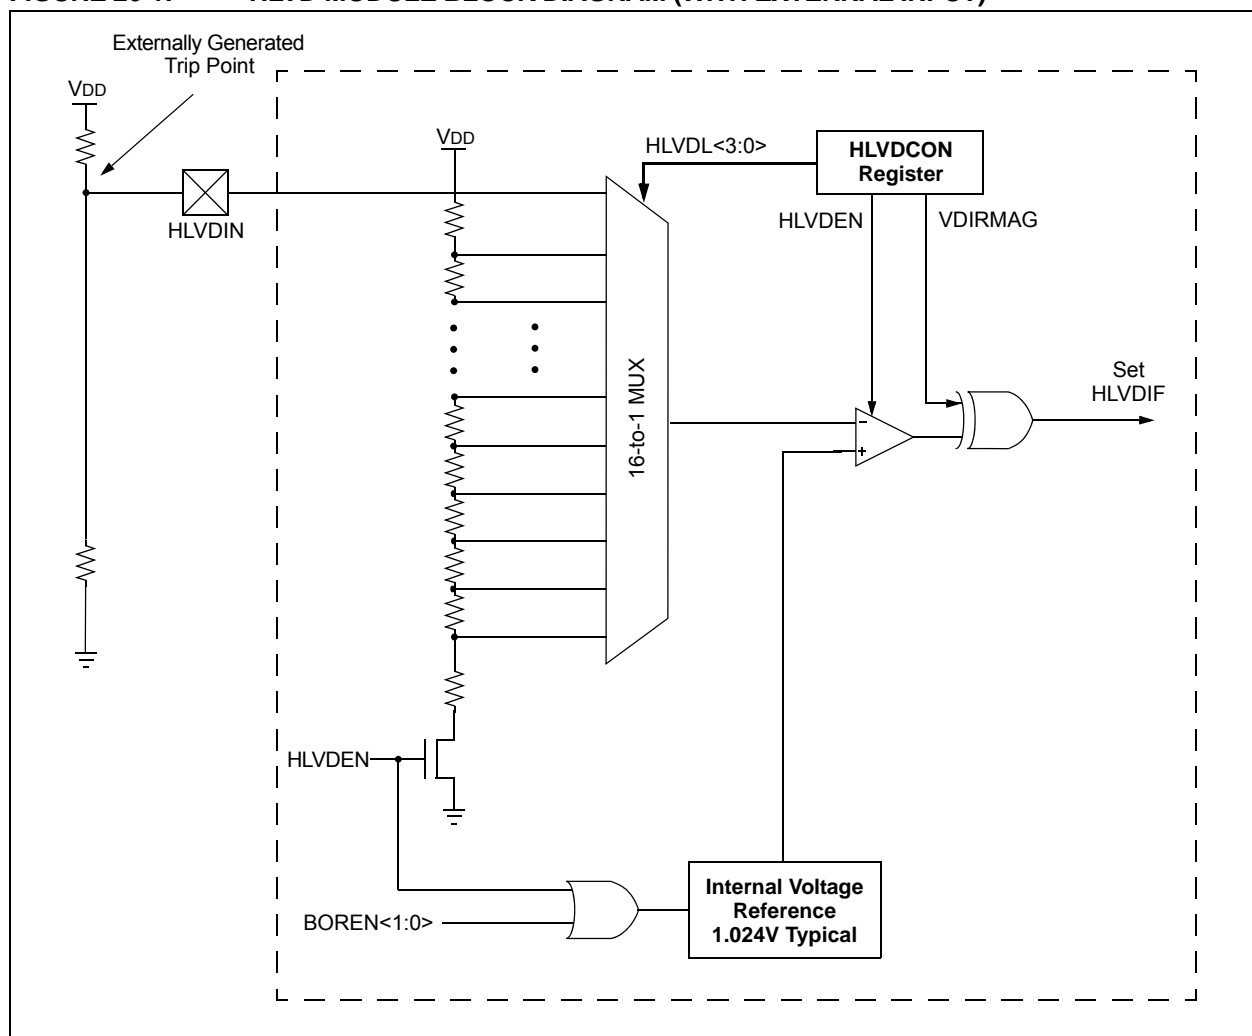 Externally Generated
Trip Point
VDD
VDD
HLVDL<3:0>
HLVDCON
Register
HLVDIN
HLVDEN
VDIRMAG
16-to-1 MUX
Set
HLVDIF
–
+
HLVDEN
BOREN<1:0>
Internal Voltage
Reference
1.024V Typical